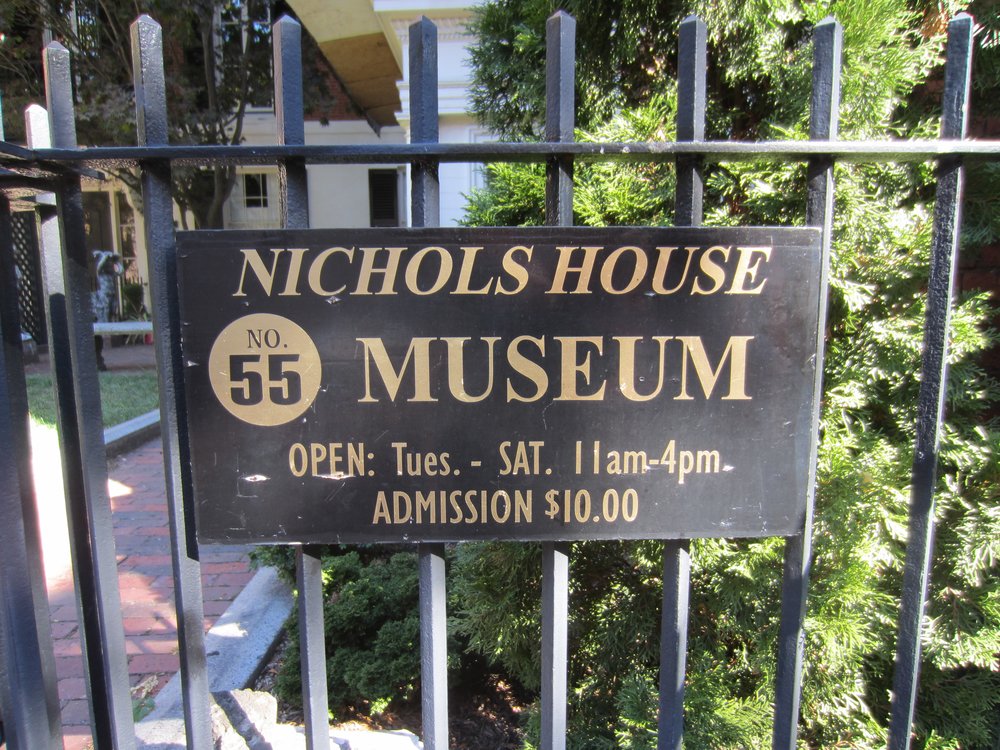 NICHOLS HOUSE
NO.
55
MUSEUM
OPEN: Tues. - SAT. 11am-4pm
ADMISSION $10.00